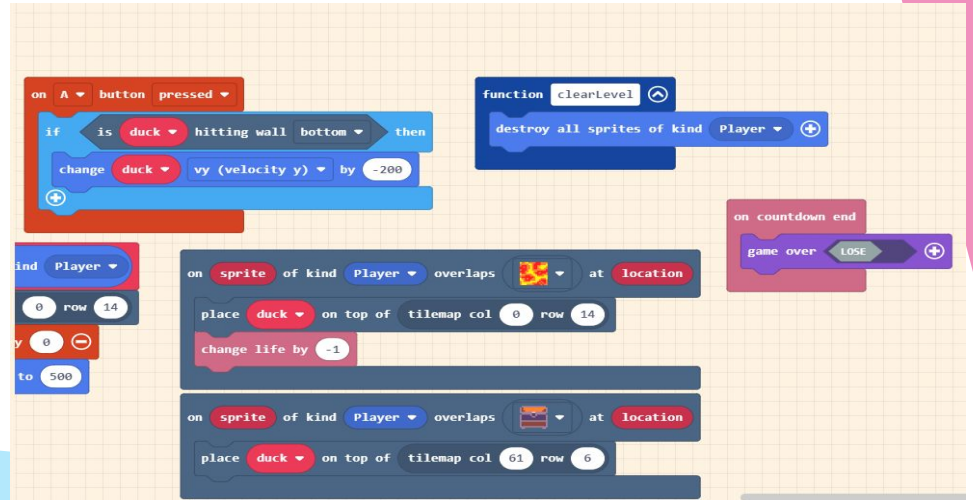 on A button pressed
if is duck hitting wall bottom then
change duck vy (velocity y) by -200
function clearLevel
destroy all sprites of kind Player
on countdown end
game over LOSE
ind Player
0 row 14
y 0
to 500
on sprite of kind Player overlaps at location
place duck on top of tilemap col 0 row 14
change life by -1
on sprite of kind Player overlaps at location
place duck on top of tilemap col 61 row 6